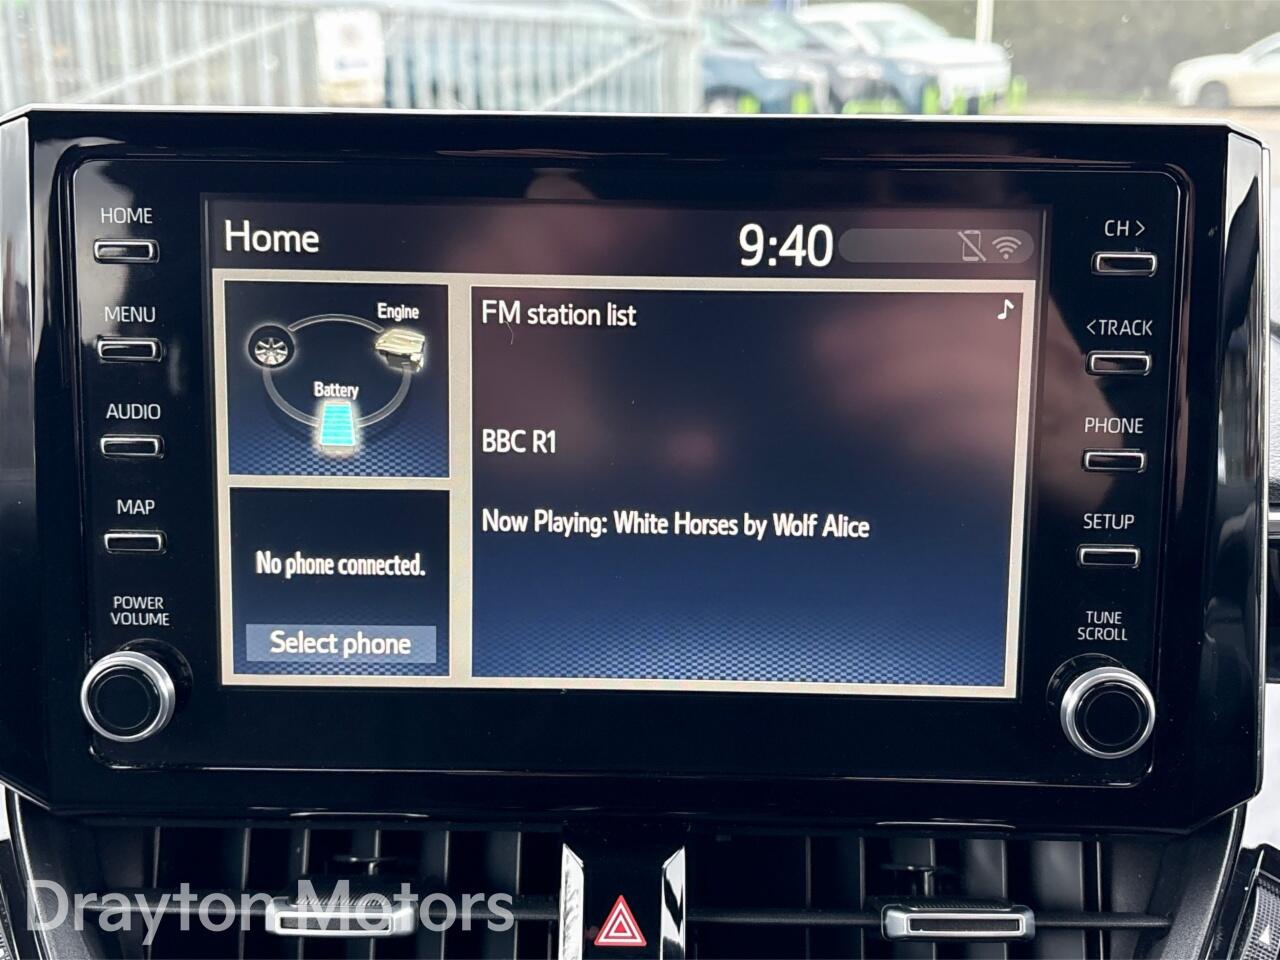 HOME
MENU
AUDIO
MAP
POWER
VOLUME
Home
9:40
Engine
Battery
No phone connected.
Select phone
FM station list
BBC R1
Now Playing: White Horses by Wolf Alice
CH >
<TRACK
PHONE
SETUP
TUNE
SCROLL
Drayton Motors